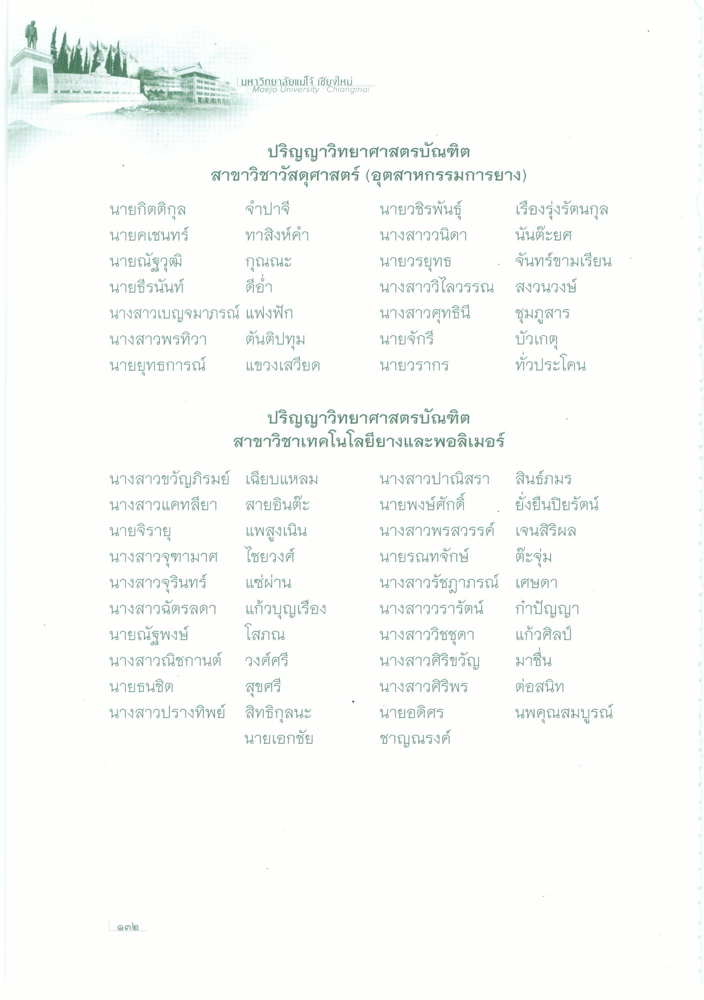 มหาวิทยาลัยแม่โจ้ เชียงใหม่
Maejo University : Chiangmai
ปริญญาวิทยาศาสตรบัณฑิต
สาขาวิชาวัสดุศาสตร์ (อุตสาหกรรมการยาง)
นายกิตติกุล จำปาจี นายวชิรพันธุ์ เรืองรุ่งรัตนกุล
นายคเชนทร์ ทาสิงห์คำ นางสาววนิดา นันต๊ะยศ
นายณัฐวุฒิ กุณณะ นายวรยุทธ จันทร์ขามเรียน
นายธีรนันท์ ดีอ่ำ นางสาววิไลวรรณ สงวนวงษ์
นางสาวเบญจมาภรณ์ แฟงฟัก นางสาวศุทธินี ชุมภูสาร
นางสาวพรทิวา ตันติปทุม นายจักรี บัวเกตุ
นายยุทธการณ์ แขวงเสวียด นายวรากร ทั่วประโคน
ปริญญาวิทยาศาสตรบัณฑิต
สาขาวิชาเทคโนโลยียางและพอลิเมอร์
นางสาวขวัญภิรมย์ เฉียบแหลม นางสาวปาณิสรา สินธ์ภมร
นางสาวแคทลียา สายอินต๊ะ นายพงษ์ศักดิ์ ยั่งยืนปิยรัตน์
นายจิรายุ แพสูงเนิน นางสาวพรสวรรค์ เจนสิริผล
นางสาวจุฑามาศ ไชยวงศ์ นายรณทจักษ์ ต๊ะจุ่ม
นางสาวจุรินทร์ แซ่ผ่าน นางสาวรัชฎาภรณ์ เศษดา
นางสาวฉัตรลดา แก้วบุญเรือง นางสาววรารัตน์ ก๋าปัญญา
นายณัฐพงษ์ โสภณ นางสาววิชชุดา แก้วศิลป์
นางสาวณิชกานต์ วงศ์ศรี นางสาวศิริขวัญ มาชื่น
นายธนชิต สุขศรี นางสาวศิริพร ต่อสนิท
นางสาวปรางทิพย์ สิทธิกุลนะ นายอดิศร นพคุณสมบูรณ์
นายเอกชัย ชาญณรงค์
๑๓๒